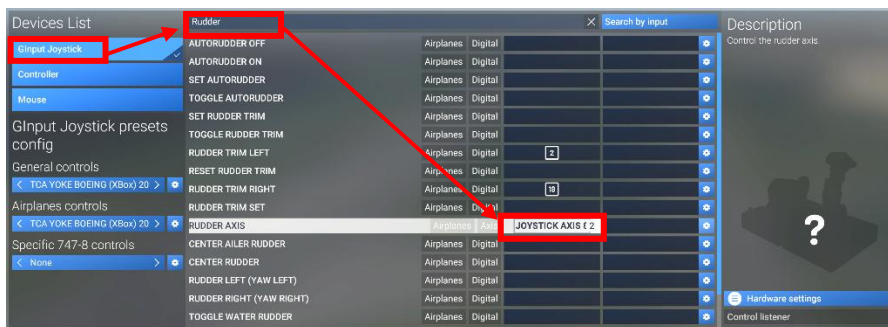 Devices List
GInput Joystick
Controller
Mouse
GInput Joystick presets
config
General controls
< TCA YOKE BOEING (XBox) 20 >
Airplanes controls
< TCA YOKE BOEING (XBox) 20 >
Specific 747-8 controls
< None >
Rudder X Search by input
AUTORUDDER OFF Airplanes Digital
AUTORUDDER ON Airplanes Digital
SET AUTORUDDER Airplanes Digital
TOGGLE AUTORUDDER Airplanes Digital
SET RUDDER TRIM Airplanes Digital
TOGGLE RUDDER TRIM Airplanes Digital
RUDDER TRIM LEFT Airplanes Digital 2
RESET RUDDER TRIM Airplanes Digital
RUDDER TRIM RIGHT Airplanes Digital
RUDDER TRIM SET Airplanes Digital
RUDDER AXIS Airplanes Axis JOYSTICK AXIS 2
CENTER AILER RUDDER Airplanes Digital
CENTER RUDDER Airplanes Digital
RUDDER LEFT (YAW LEFT) Airplanes Digital
RUDDER RIGHT (YAW RIGHT) Airplanes Digital
TOGGLE WATER RUDDER Airplanes Digital
Description
Control the rudder axis.
?
Hardware settings
Control listener